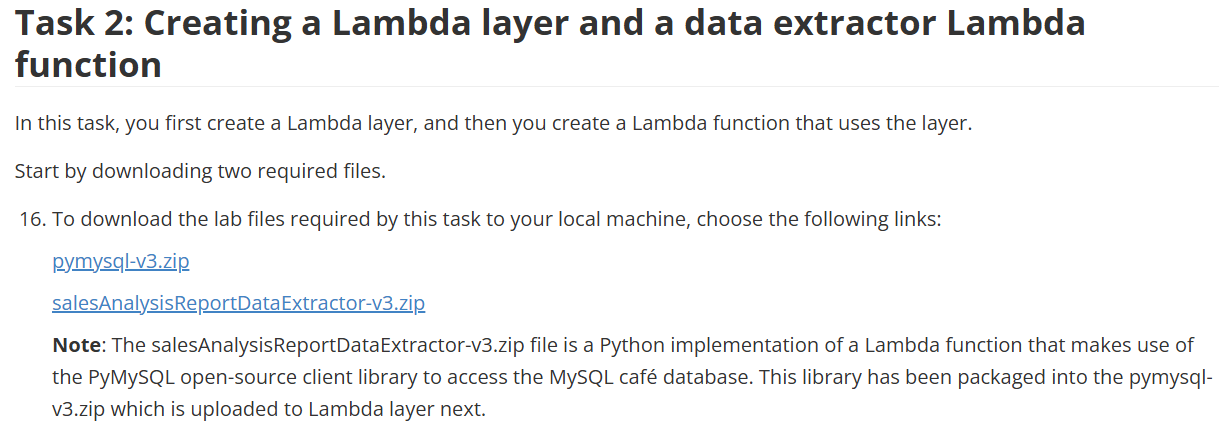 Task 2: Creating a Lambda layer and a data extractor Lambda
function
In this task, you first create a Lambda layer, and then you create a Lambda function that uses the layer.
Start by downloading two required files.
16. To download the lab files required by this task to your local machine, choose the following links:
pymysql-v3.zip
salesAnalysisReportDataExtractor-v3.zip
Note: The salesAnalysisReportDataExtractor-v3.zip file is a Python implementation of a Lambda function that makes use of
the PyMySQL open-source client library to access the MySQL café database. This library has been packaged into the pymysql-
v3.zip which is uploaded to Lambda layer next.